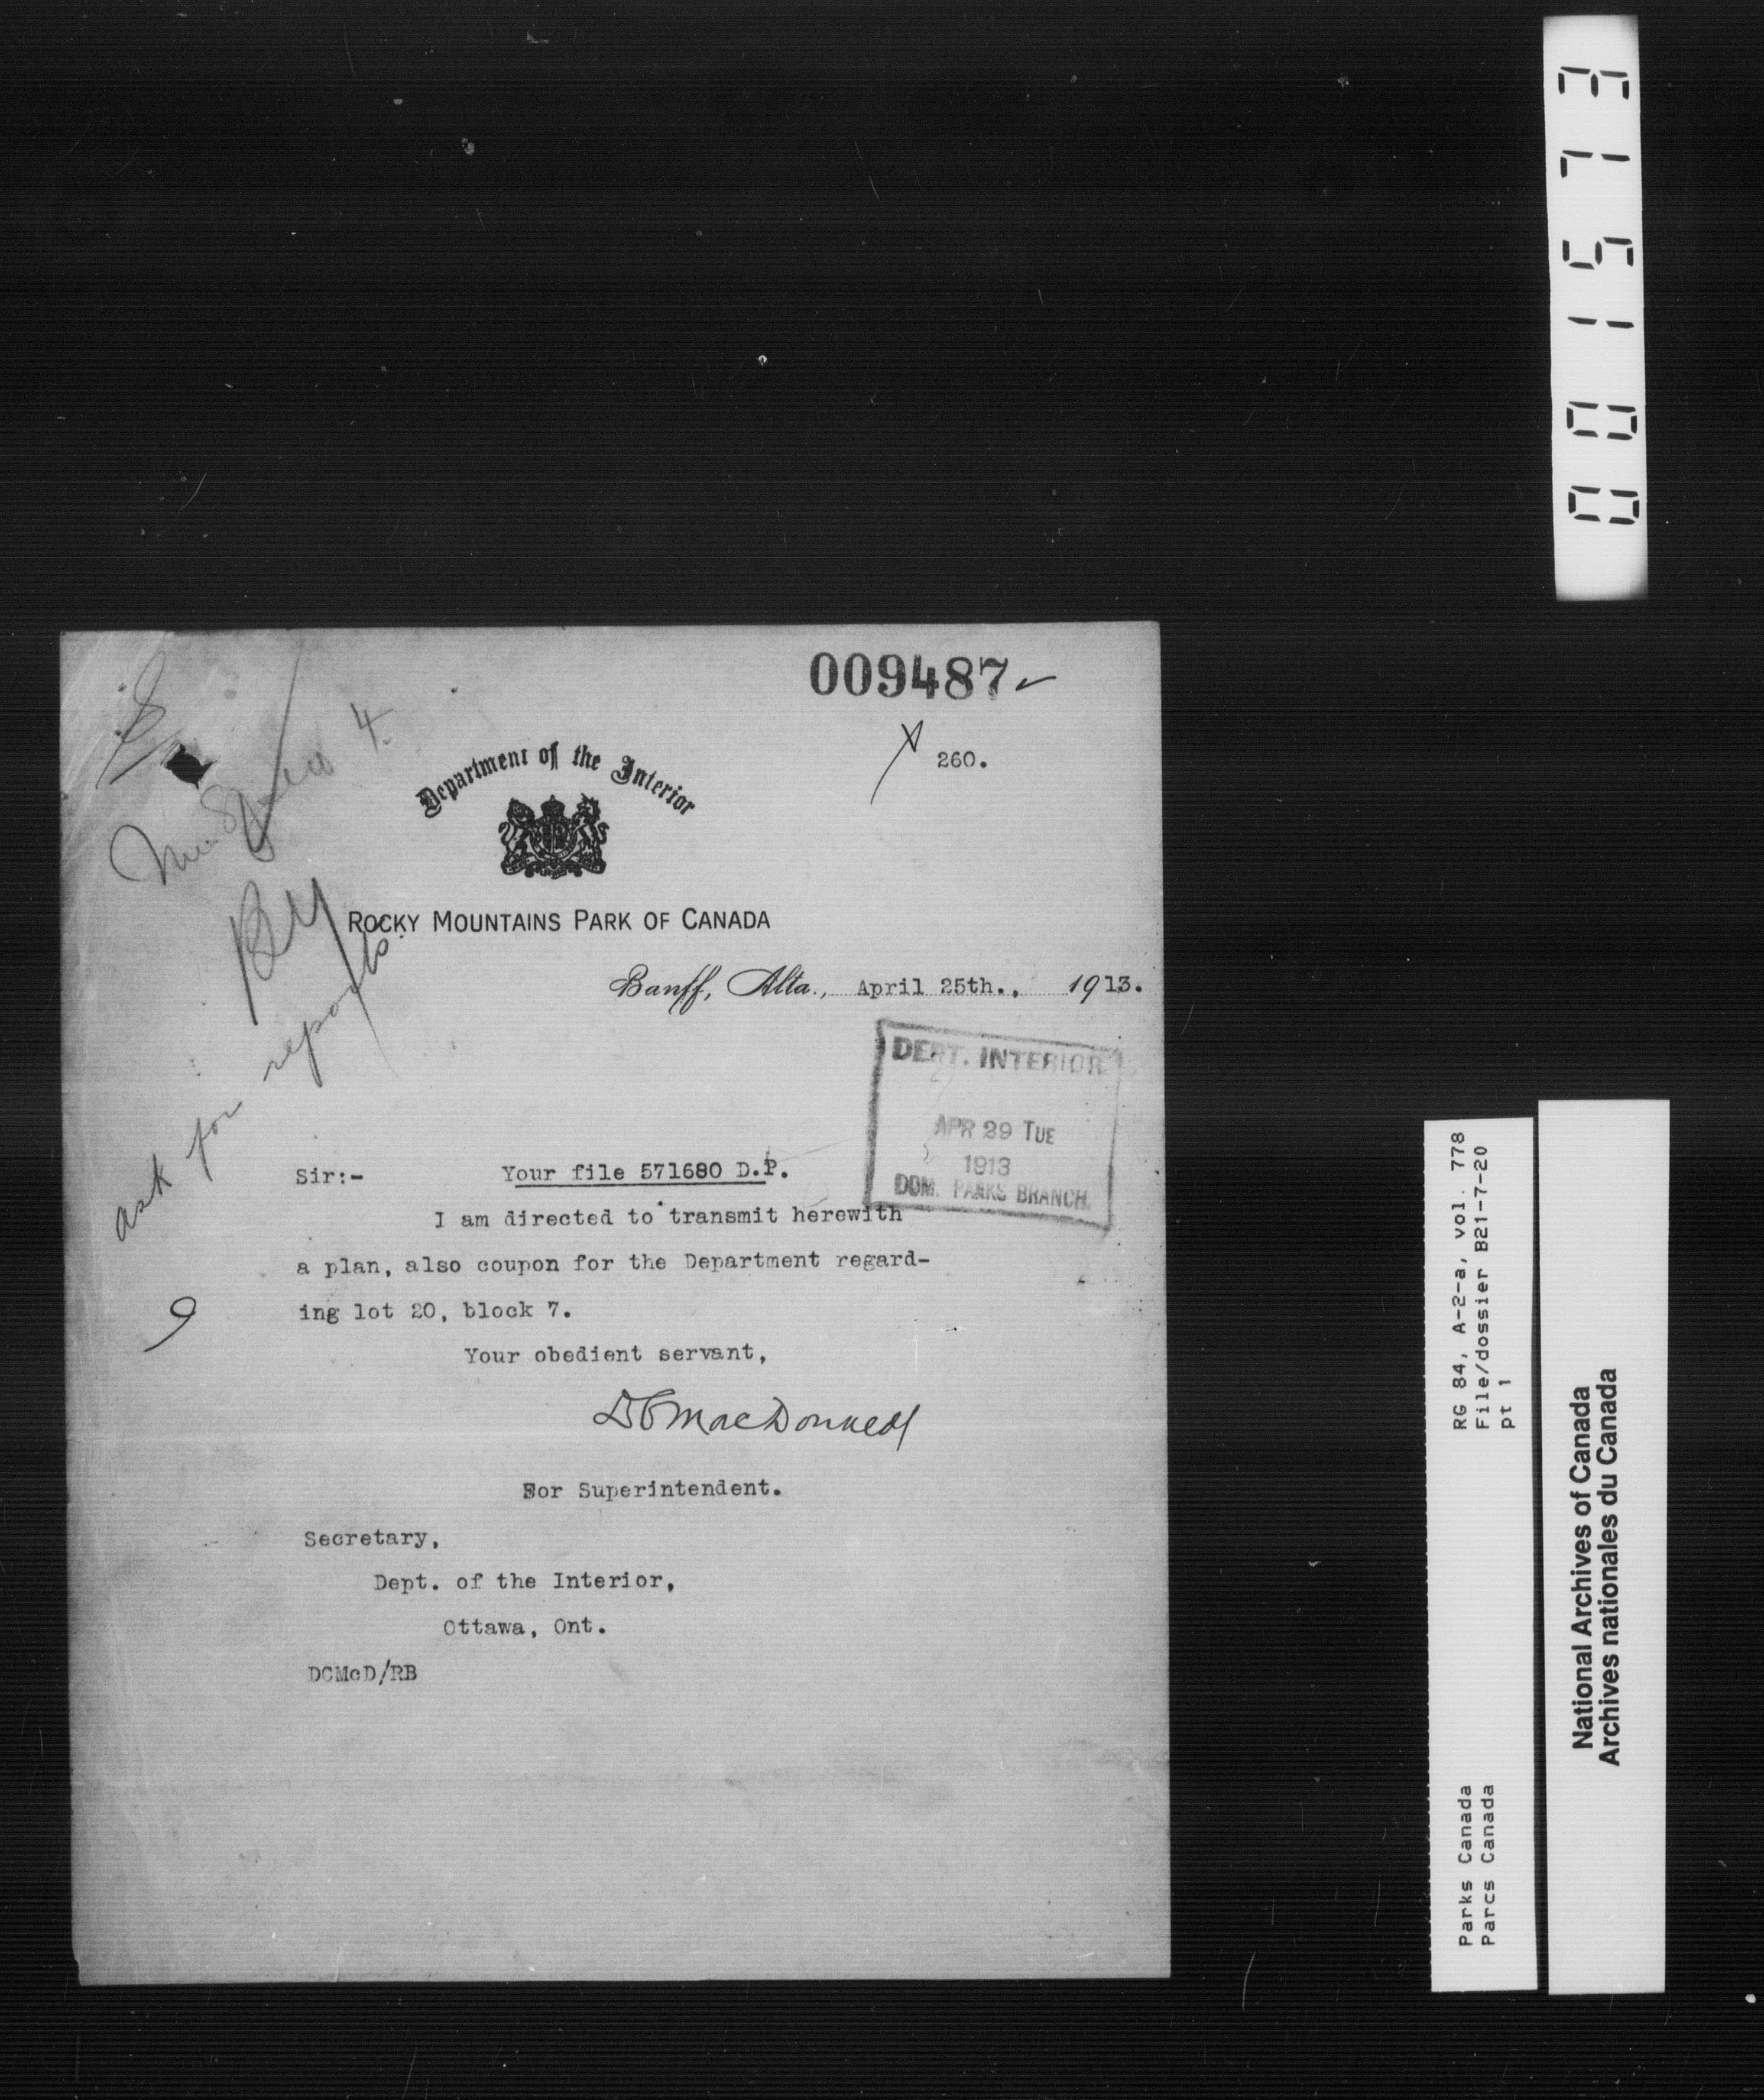 001573
009487
260.
Department of the Interior
ROCKY MOUNTAINS PARK OF CANADA
Banff, Alta., April 25th., 1913.
DEPT. INTERIOR
APR 29 TUE
1913
DOM. PARKS BRANCH.
ask for reports.
Sir:- Your file 571680 D.P.
I am directed to transmit herewith
a plan, also coupon for the Department regard-
ing lot 20, block 7.
Your obedient servant,
DCMacDonnell
For Superintendent.
Secretary,
Dept. of the Interior,
Ottawa, Ont.
DCMcD/RB
9
RG 84, A-2-a, vol. 778
File/dossier B21-7-20
pt 1
Parks Canada
Parcs Canada
National Archives of Canada
Archives nationales du Canada